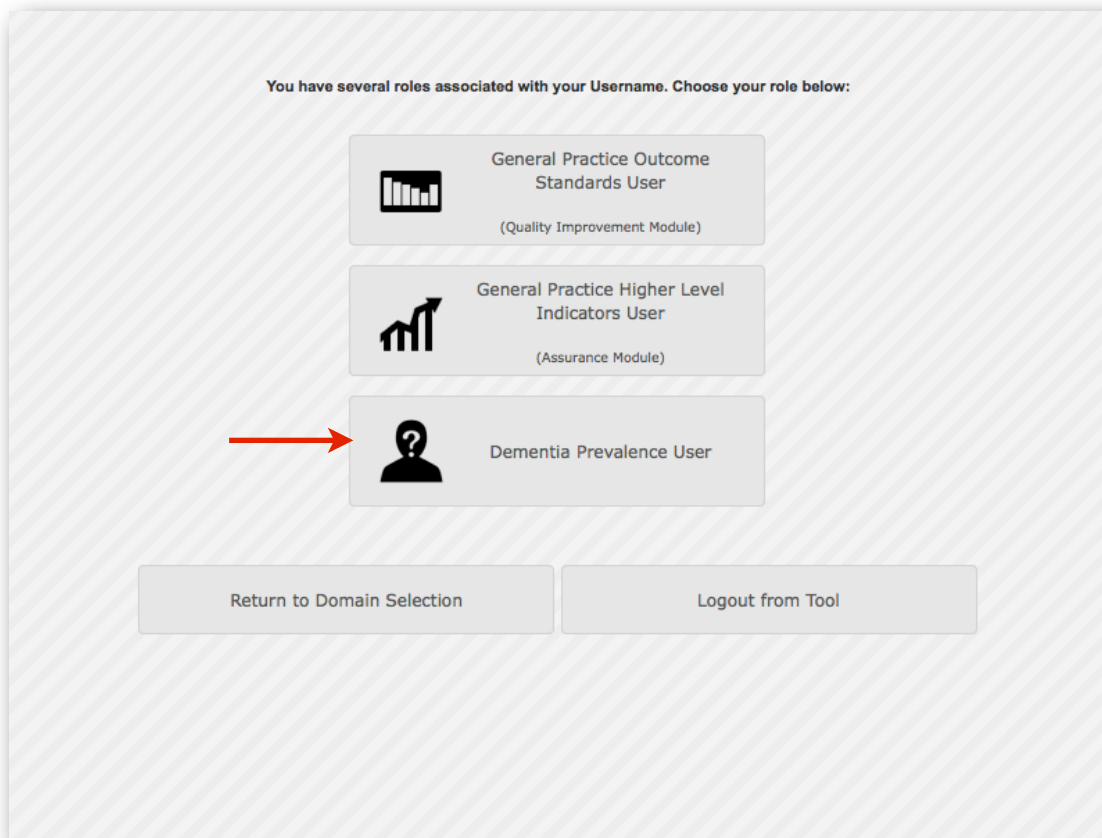 You have several roles associated with your Username. Choose your role below:
General Practice Outcome
Standards User
(Quality Improvement Module)
General Practice Higher Level
Indicators User
(Assurance Module)
?
Dementia Prevalence User
Return to Domain Selection
Logout from Tool